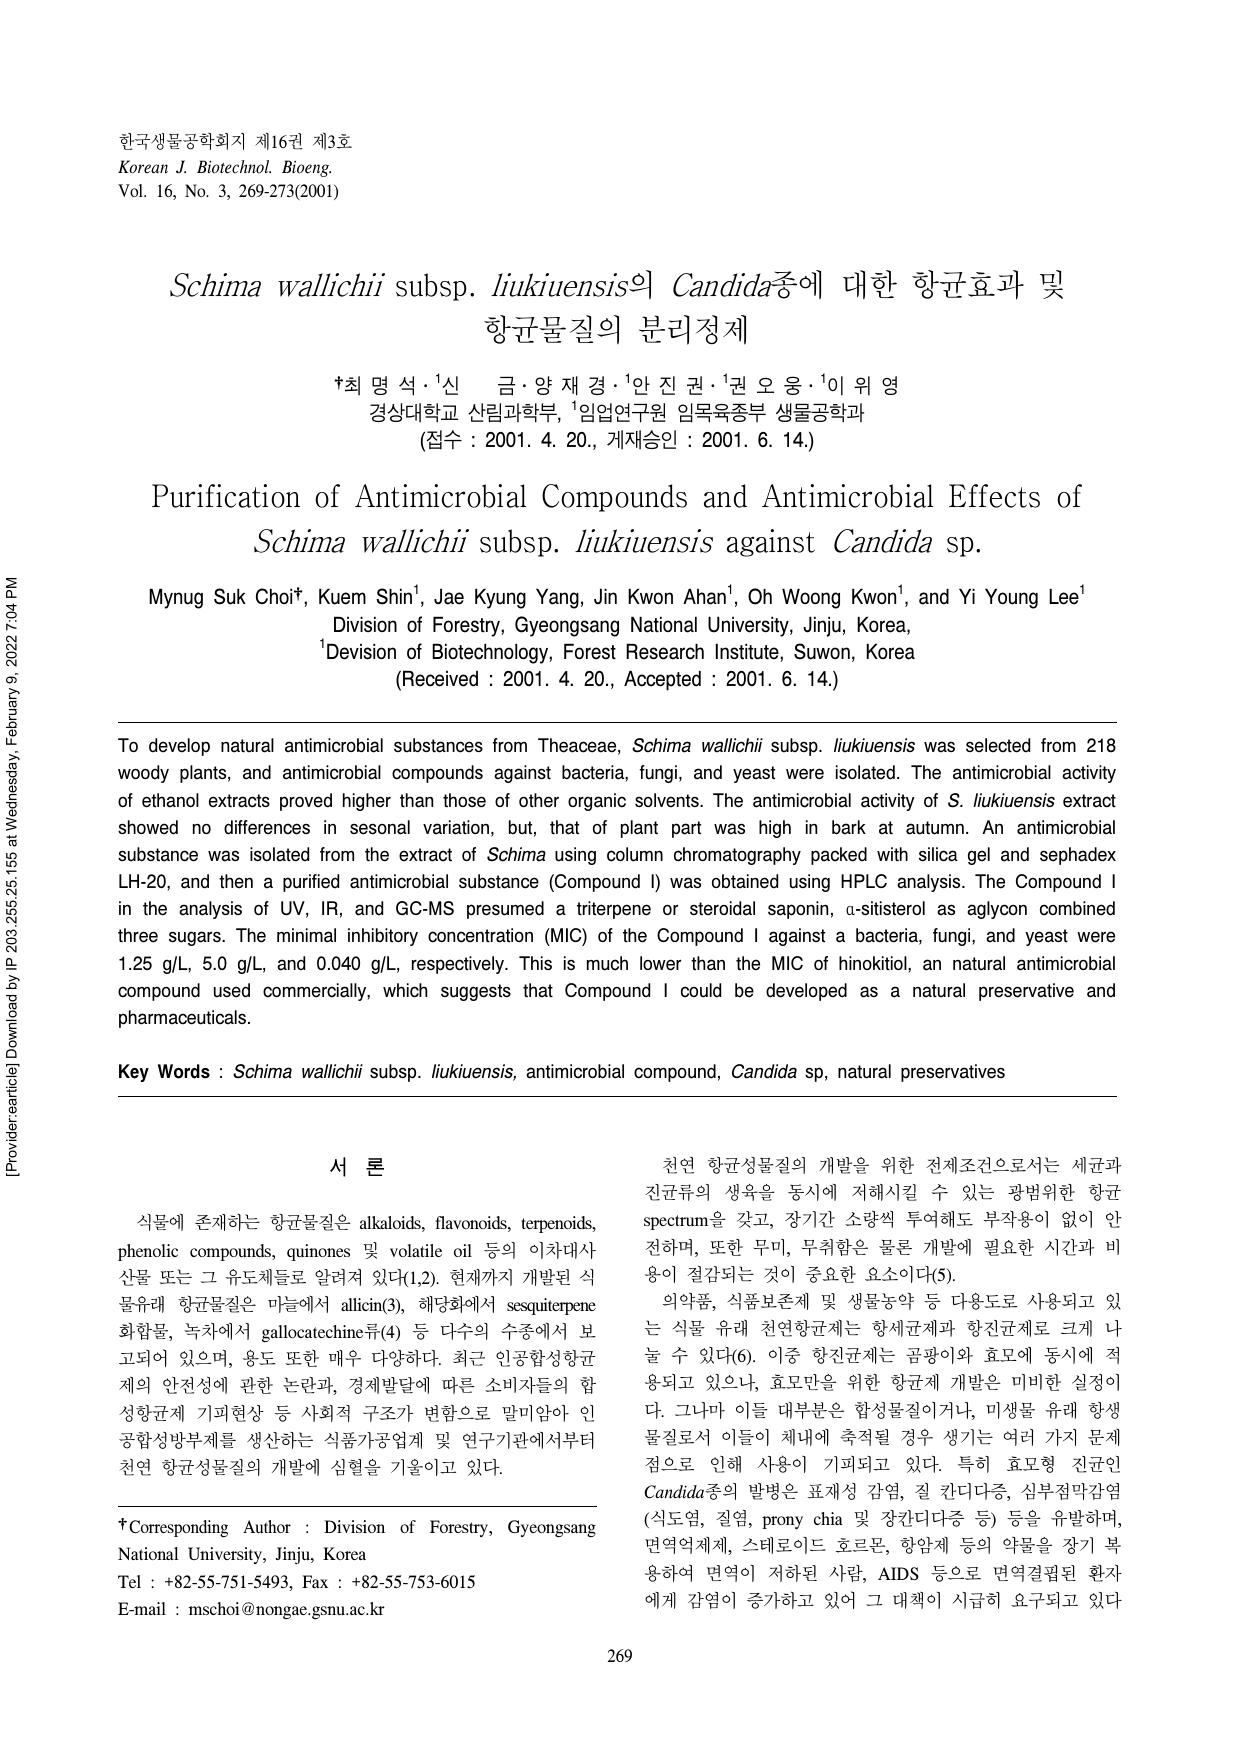 한국생물공학회지 제16권 제3호
Korean J. Biotechnol. Bioeng.
Vol. 16, No. 3, 269-273(2001)
Schima wallichii subsp. liukiuensis의 Candida종에 대한 항균효과 및
항균물질의 분리정제
†최 명 석 · ¹신 금 · 양 재 경 · ¹안 진 권 · ¹권 오 웅 · ¹이 위 영
경상대학교 산림과학부, ¹임업연구원 임목육종부 생물공학과
(접수 : 2001. 4. 20., 게재승인 : 2001. 6. 14.)
Purification of Antimicrobial Compounds and Antimicrobial Effects of
Schima wallichii subsp. liukiuensis against Candida sp.
Mynug Suk Choi†, Kuem Shin¹, Jae Kyung Yang, Jin Kwon Ahan¹, Oh Woong Kwon¹, and Yi Young Lee¹
Division of Forestry, Gyeongsang National University, Jinju, Korea,
¹Devision of Biotechnology, Forest Research Institute, Suwon, Korea
(Received : 2001. 4. 20., Accepted : 2001. 6. 14.)
To develop natural antimicrobial substances from Theaceae, Schima wallichii subsp. liukiuensis was selected from 218
woody plants, and antimicrobial compounds against bacteria, fungi, and yeast were isolated. The antimicrobial activity
of ethanol extracts proved higher than those of other organic solvents. The antimicrobial activity of S. liukiuensis extract
showed no differences in sesonal variation, but, that of plant part was high in bark at autumn. An antimicrobial
substance was isolated from the extract of Schima using column chromatography packed with silica gel and sephadex
LH-20, and then a purified antimicrobial substance (Compound I) was obtained using HPLC analysis. The Compound I
in the analysis of UV, IR, and GC-MS presumed a triterpene or steroidal saponin, α-sitisterol as aglycon combined
three sugars. The minimal inhibitory concentration (MIC) of the Compound I against a bacteria, fungi, and yeast were
1.25 g/L, 5.0 g/L, and 0.040 g/L, respectively. This is much lower than the MIC of hinokitiol, an natural antimicrobial
compound used commercially, which suggests that Compound I could be developed as a natural preservative and
pharmaceuticals.
Key Words : Schima wallichii subsp. liukiuensis, antimicrobial compound, Candida sp, natural preservatives
서 론
식물에 존재하는 항균물질은 alkaloids, flavonoids, terpenoids,
phenolic compounds, quinones 및 volatile oil 등의 이차대사
산물 또는 그 유도체들로 알려져 있다(1,2). 현재까지 개발된 식
물유래 항균물질은 마늘에서 allicin(3), 해당화에서 sesquiterpene
화합물, 녹차에서 gallocatechine류(4) 등 다수의 수종에서 보
고되어 있으며, 용도 또한 매우 다양하다. 최근 인공합성항균
제의 안전성에 관한 논란과, 경제발달에 따른 소비자들의 합
성항균제 기피현상 등 사회적 구조가 변함으로 말미암아 인
공합성방부제를 생산하는 식품가공업계 및 연구기관에서부터
천연 항균성물질의 개발에 심혈을 기울이고 있다.
†Corresponding Author : Division of Forestry, Gyeongsang
National University, Jinju, Korea
Tel : +82-55-751-5493, Fax : +82-55-753-6015
E-mail : mschoi@nongae.gsnu.ac.kr
천연 항균성물질의 개발을 위한 전제조건으로서는 세균과
진균류의 생육을 동시에 저해시킬 수 있는 광범위한 항균
spectrum을 갖고, 장기간 소량씩 투여해도 부작용이 없이 안
전하며, 또한 무미, 무취함은 물론 개발에 필요한 시간과 비
용이 절감되는 것이 중요한 요소이다(5).
의약품, 식품보존제 및 생물농약 등 다용도로 사용되고 있
는 식물 유래 천연항균제는 항세균제과 항진균제로 크게 나
눌 수 있다(6). 이중 항진균제는 곰팡이와 효모에 동시에 적
용되고 있으나, 효모만을 위한 항균제 개발은 미비한 실정이
다. 그나마 이들 대부분은 합성물질이거나, 미생물 유래 항생
물질로서 이들이 체내에 축적될 경우 생기는 여러 가지 문제
점으로 인해 사용이 기피되고 있다. 특히 효모형 진균인
Candida종의 발병은 표재성 감염, 질 칸디다증, 심부점막감염
(식도염, 질염, prony chia 및 장칸디다증 등) 등을 유발하며,
면역억제제, 스테로이드 호르몬, 항암제 등의 약물을 장기 복
용하여 면역이 저하된 사람, AIDS 등으로 면역결핍된 환자
에게 감염이 증가하고 있어 그 대책이 시급히 요구되고 있다
269
[Provider:earticle] Download by IP 203.255.25.155 at Wednesday, February 9, 2022 7:04 PM